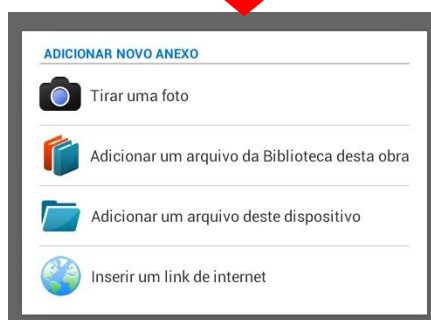 ADICIONAR NOVO ANEXO
Tirar uma foto
Adicionar um arquivo da Biblioteca desta obra
Adicionar um arquivo deste dispositivo
Inserir um link de internet